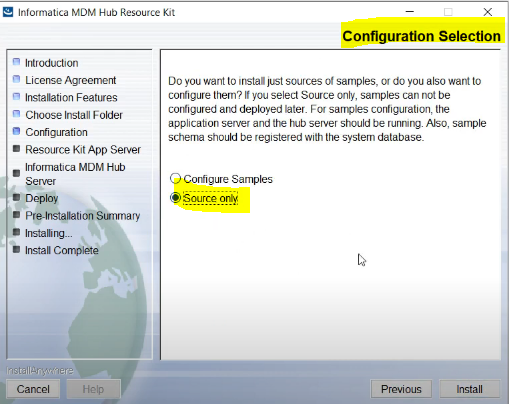 Informatica MDM Hub Resource Kit
Configuration Selection
Introduction
License Agreement
Installation Features
Choose Install Folder
Configuration
Resource Kit App Server
Informatica MDM Hub
Server
Deploy
Pre-Installation Summary
Installing...
Install Complete
Do you want to install just sources of samples, or do you also want to
configure them? If you select Source only, samples can not be
configured and deployed later. For samples configuration, the
application server and the hub server should be running. Also, sample
schema should be registered with the system database.
Configure Samples
Source only
InstallAnywhere
Cancel
Help
Previous
Install